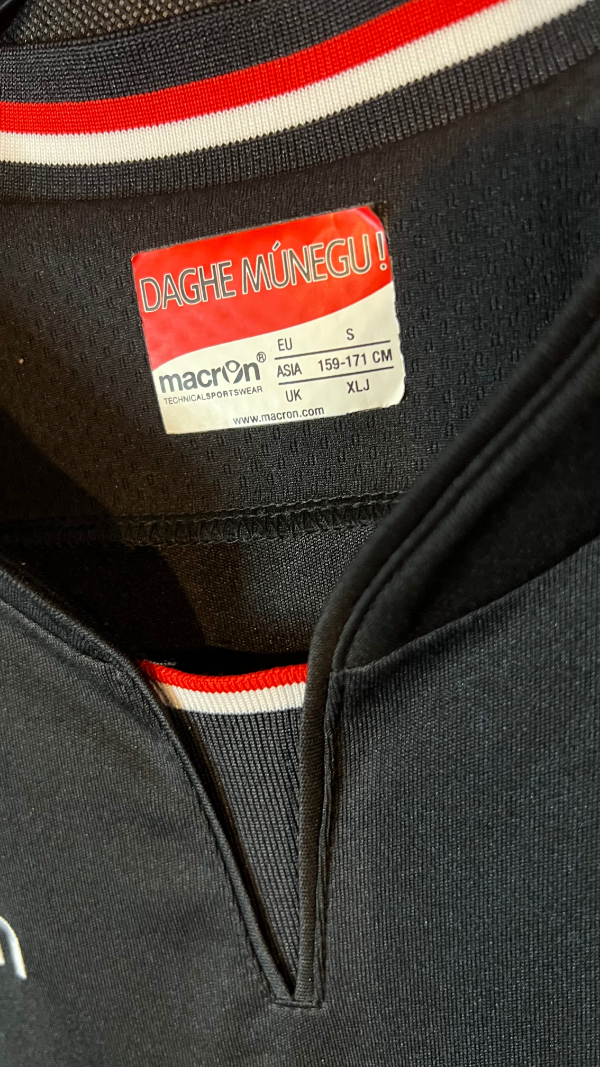 DAGHE MÚNEGU!
macron®
TECHNICALSPORTSWEAR
EU S
ASIA 159-171 CM
UK XLJ
www.macron.com